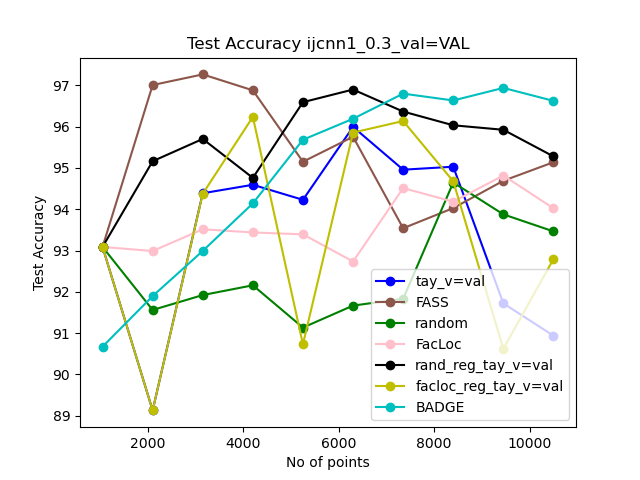 Test Accuracy ijcnn1_0.3_val=VAL
97
96
95
94
93
92
91
90
89
Test Accuracy
2000 4000 6000 8000 10000
No of points
tay_v=val
FASS
random
FacLoc
rand_reg_tay_v=val
facloc_reg_tay_v=val
BADGE